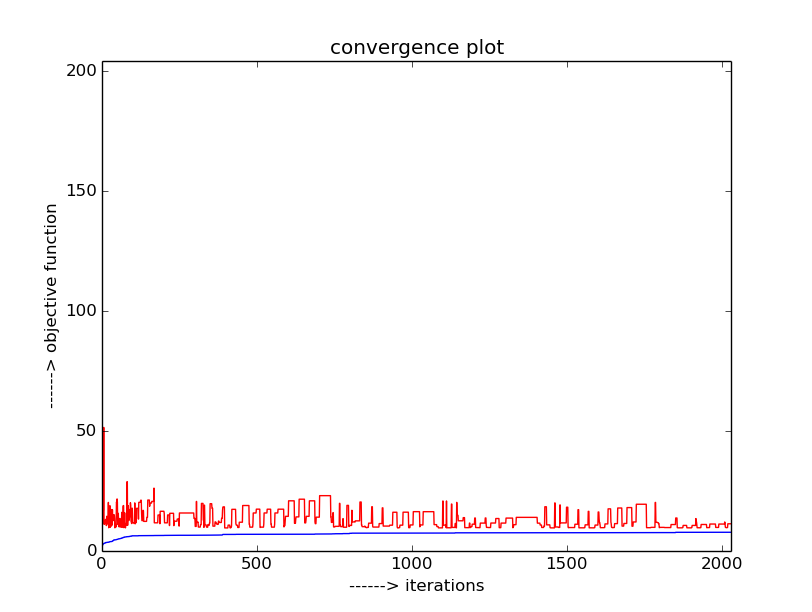 convergence plot
200
150
100
50
0
------> objective function
0 500 1000 1500 2000
------> iterations